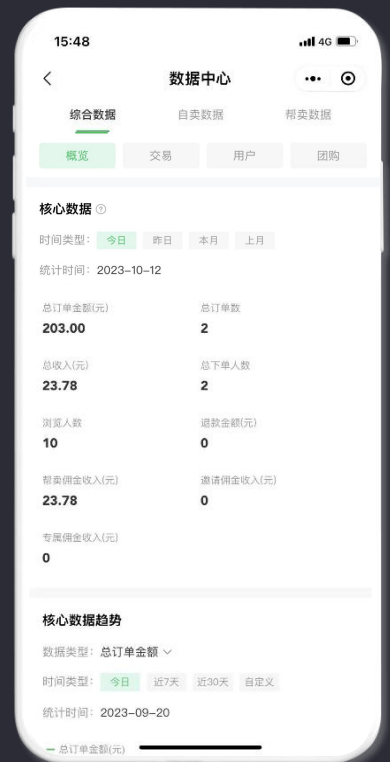 15:48
4G
数据中心
综合数据 自卖数据 帮卖数据
概览 交易 用户 团购
核心数据
时间类型： 今日 昨日 本月 上月
统计时间：2023-10-12
总订单金额(元) 总订单数
203.00 2
总收入(元) 总下单人数
23.78 2
浏览人数 退款金额(元)
10 0
帮卖佣金收入(元) 邀请佣金收入(元)
23.78 0
专属佣金收入(元)
0
核心数据趋势
数据类型：总订单金额
时间类型： 今日 近7天 近30天 自定义
统计时间：2023-09-20
总订单金额(元)